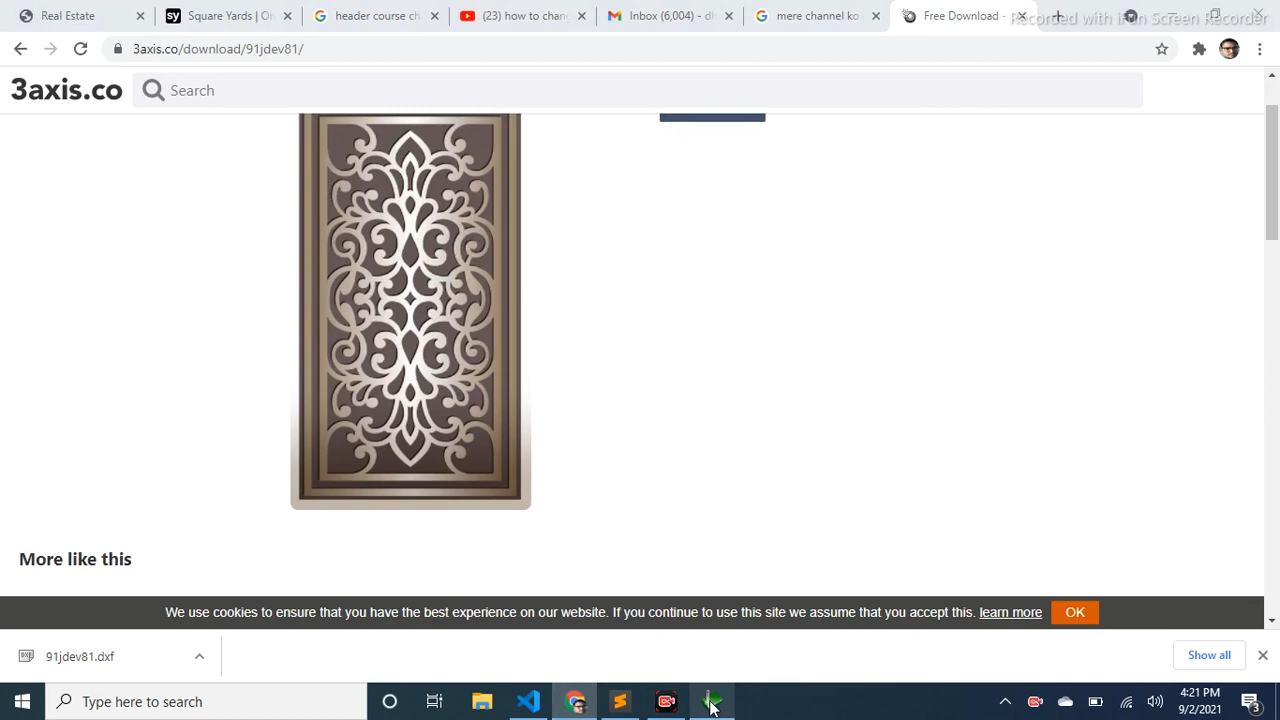 Real Estate
Square Yards | On
header course ch
(23) how to chang
Inbox (6,004) - d
mere channel ko
Free Download -
Recorded with iFun Screen Recorder
3axis.co/download/91jdev81/
3axis.co
Search
More like this
We use cookies to ensure that you have the best experience on our website. If you continue to use this site we assume that you accept this. learn more OK
91jdev81.dxf
Show all
Type here to search
4:21 PM
9/2/2021
3